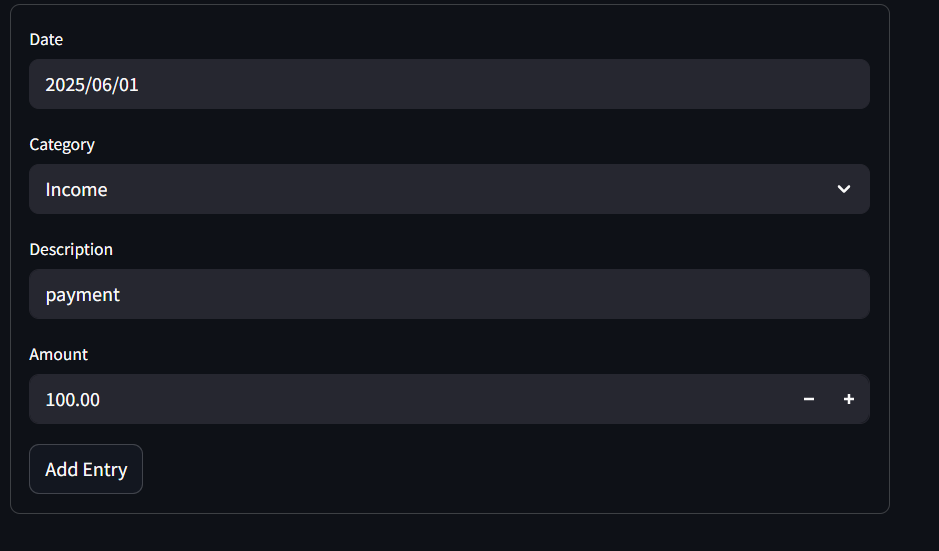 Date
2025/06/01
Category
Income
Description
payment
Amount
100.00
Add Entry